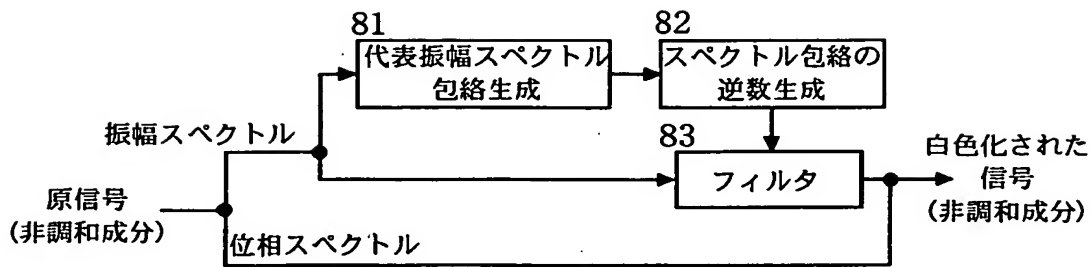 81
代表振幅スペクトル
包絡生成
82
スペクトル包絡の
逆数生成
振幅スペクトル
83
フィルタ
白色化された
信号
(非調和成分)
原信号
(非調和成分)
位相スペクトル